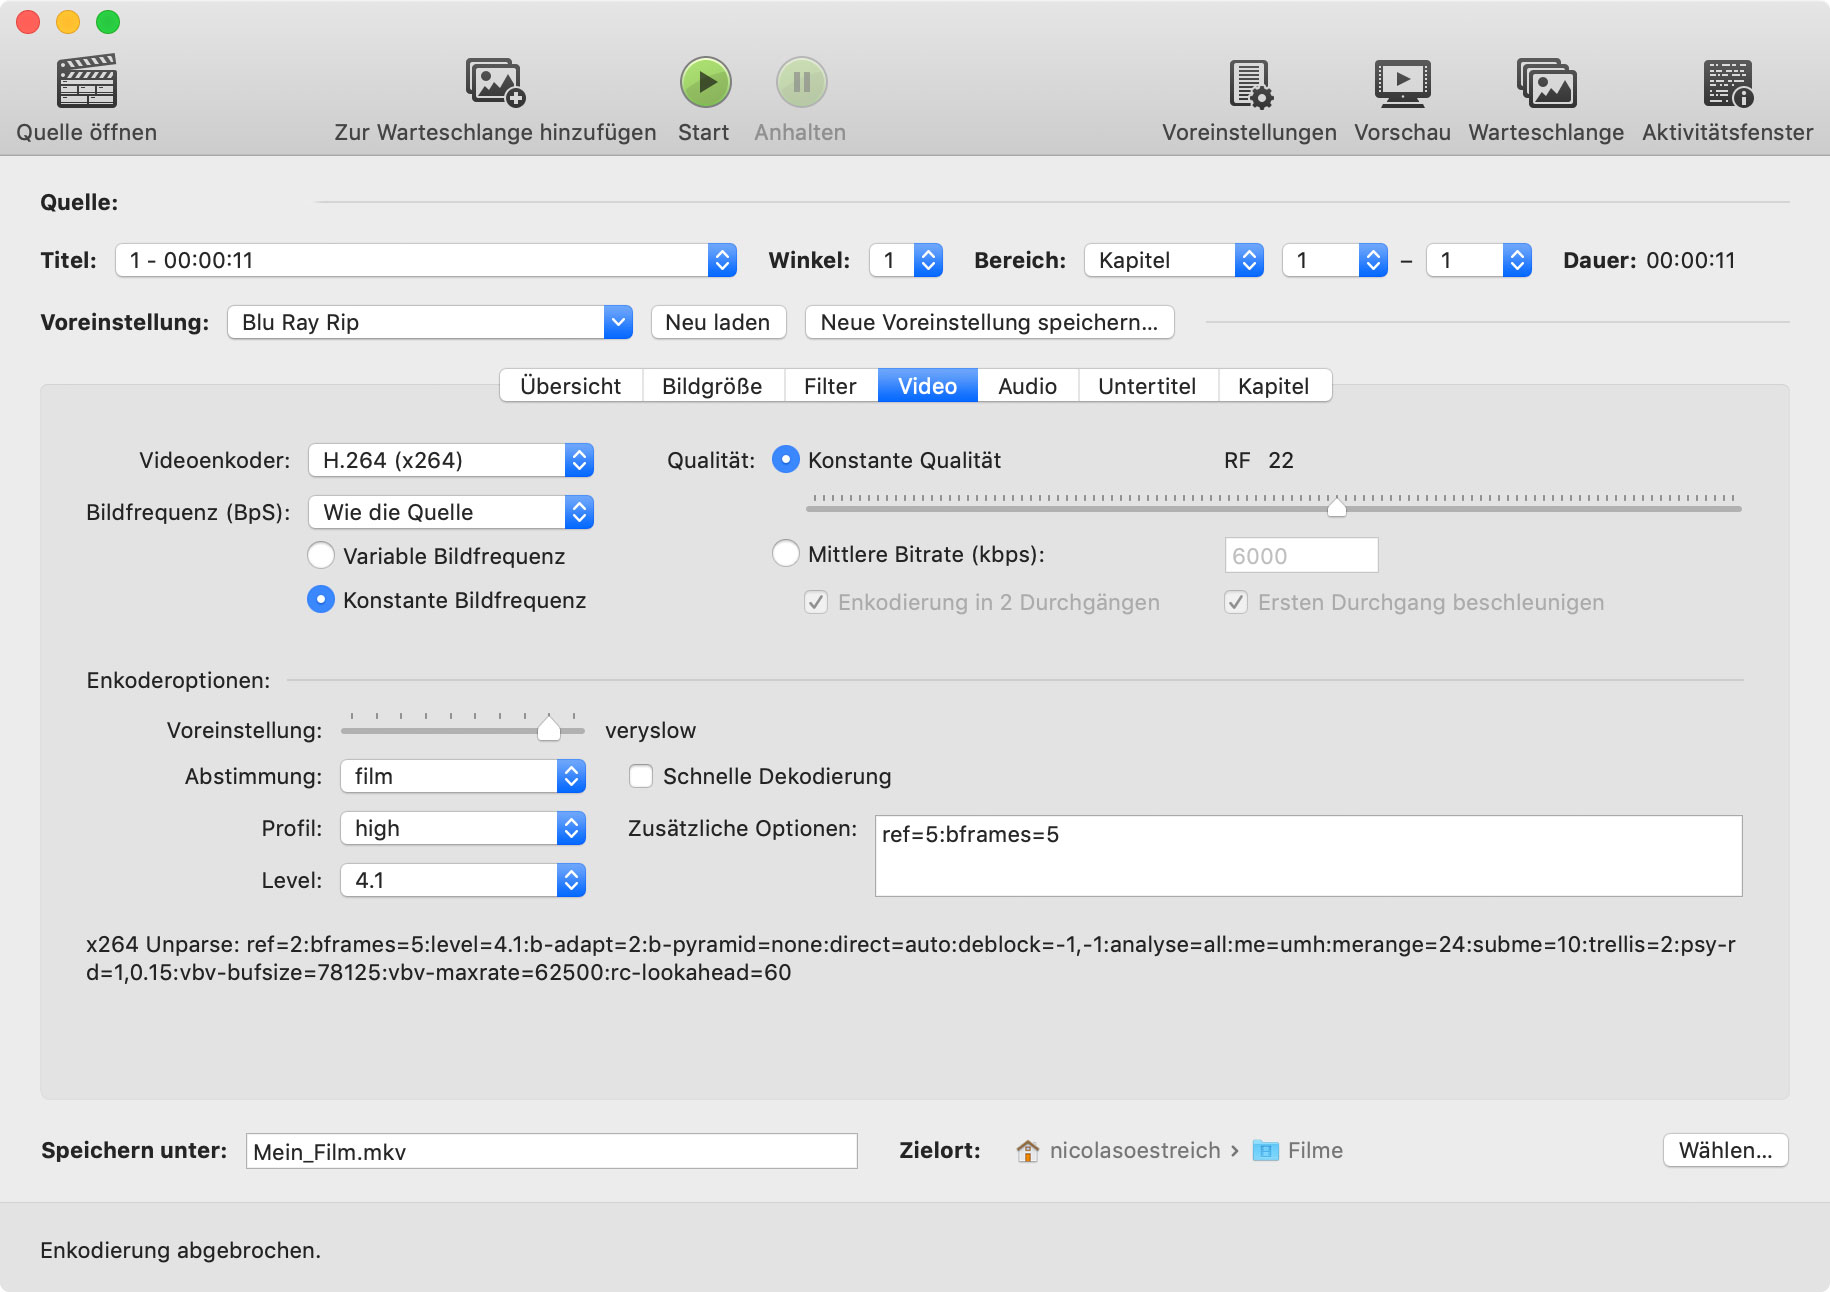 Quelle öffnen
Zur Warteschlange hinzufügen
Start
Anhalten
Voreinstellungen
Vorschau
Warteschlange
Aktivitätsfenster
Quelle:
Titel: 1 - 00:00:11 Winkel: 1 Bereich: Kapitel 1 – 1 Dauer: 00:00:11
Voreinstellung: Blu Ray Rip Neu laden Neue Voreinstellung speichern...
Übersicht Bildgröße Filter Video Audio Untertitel Kapitel
Videoenkoder: H.264 (x264) Qualität: Konstante Qualität RF 22
Bildfrequenz (BpS): Wie die Quelle
Variable Bildfrequenz Mittlere Bitrate (kbps): 6000
Konstante Bildfrequenz Enkodierung in 2 Durchgängen Ersten Durchgang beschleunigen
Enkoderoptionen:
Voreinstellung: veryslow
Abstimmung: film Schnelle Dekodierung
Profil: high Zusätzliche Optionen: ref=5:bframes=5
Level: 4.1
x264 Unparse: ref=2:bframes=5:level=4.1:b-adapt=2:b-pyramid=none:direct=auto:deblock=-1,-1:analyse=all:me=umh:merange=24:subme=10:trellis=2:psy-r
d=1,0.15:vbv-bufsize=78125:vbv-maxrate=62500:rc-lookahead=60
Speichern unter: Mein_Film.mkv Zielort: nicolasoestreich › Filme Wählen...
Enkodierung abgebrochen.